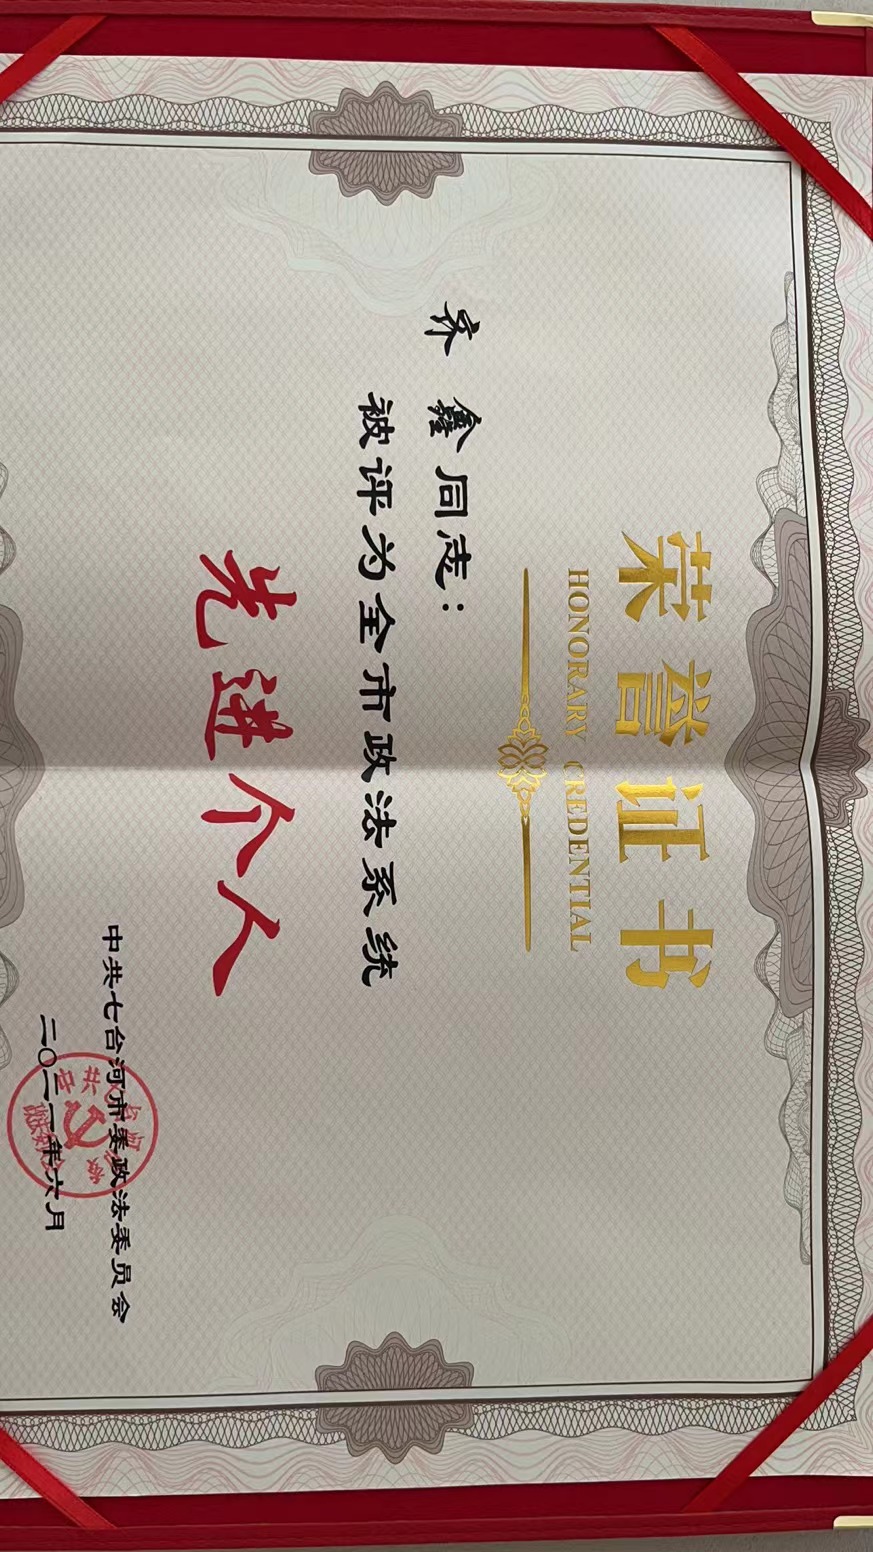 荣誉证书
HONORARY CREDENTIAL
乔鑫同志：
被评为全市政法系统
先进个人
中共七台河市委政法委员会
二〇二一年六月